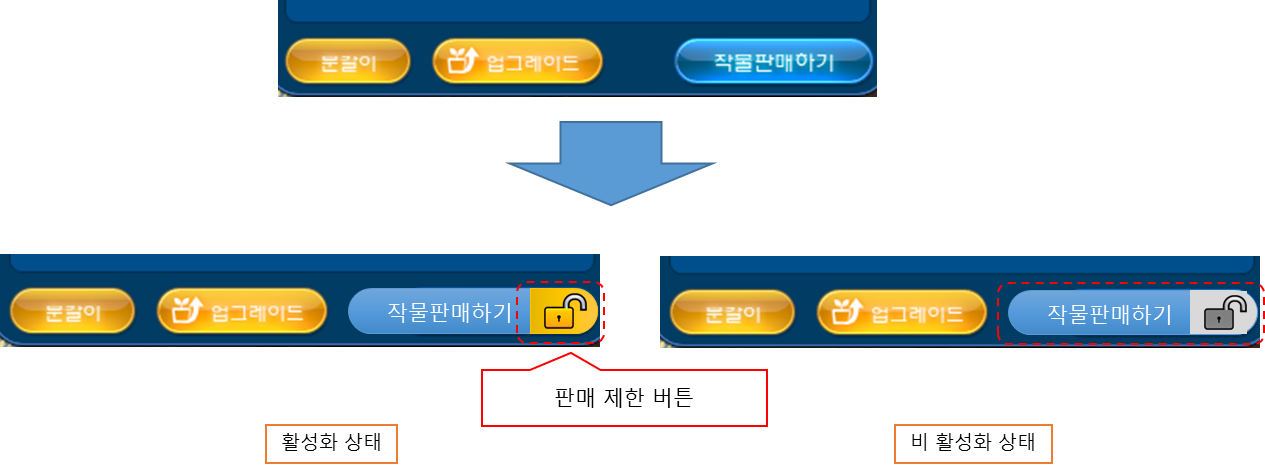 분갈이 업그레이드 작물판매하기
분갈이 업그레이드 작물판매하기
분갈이 업그레이드 작물판매하기
판매 제한 버튼
활성화 상태
비 활성화 상태